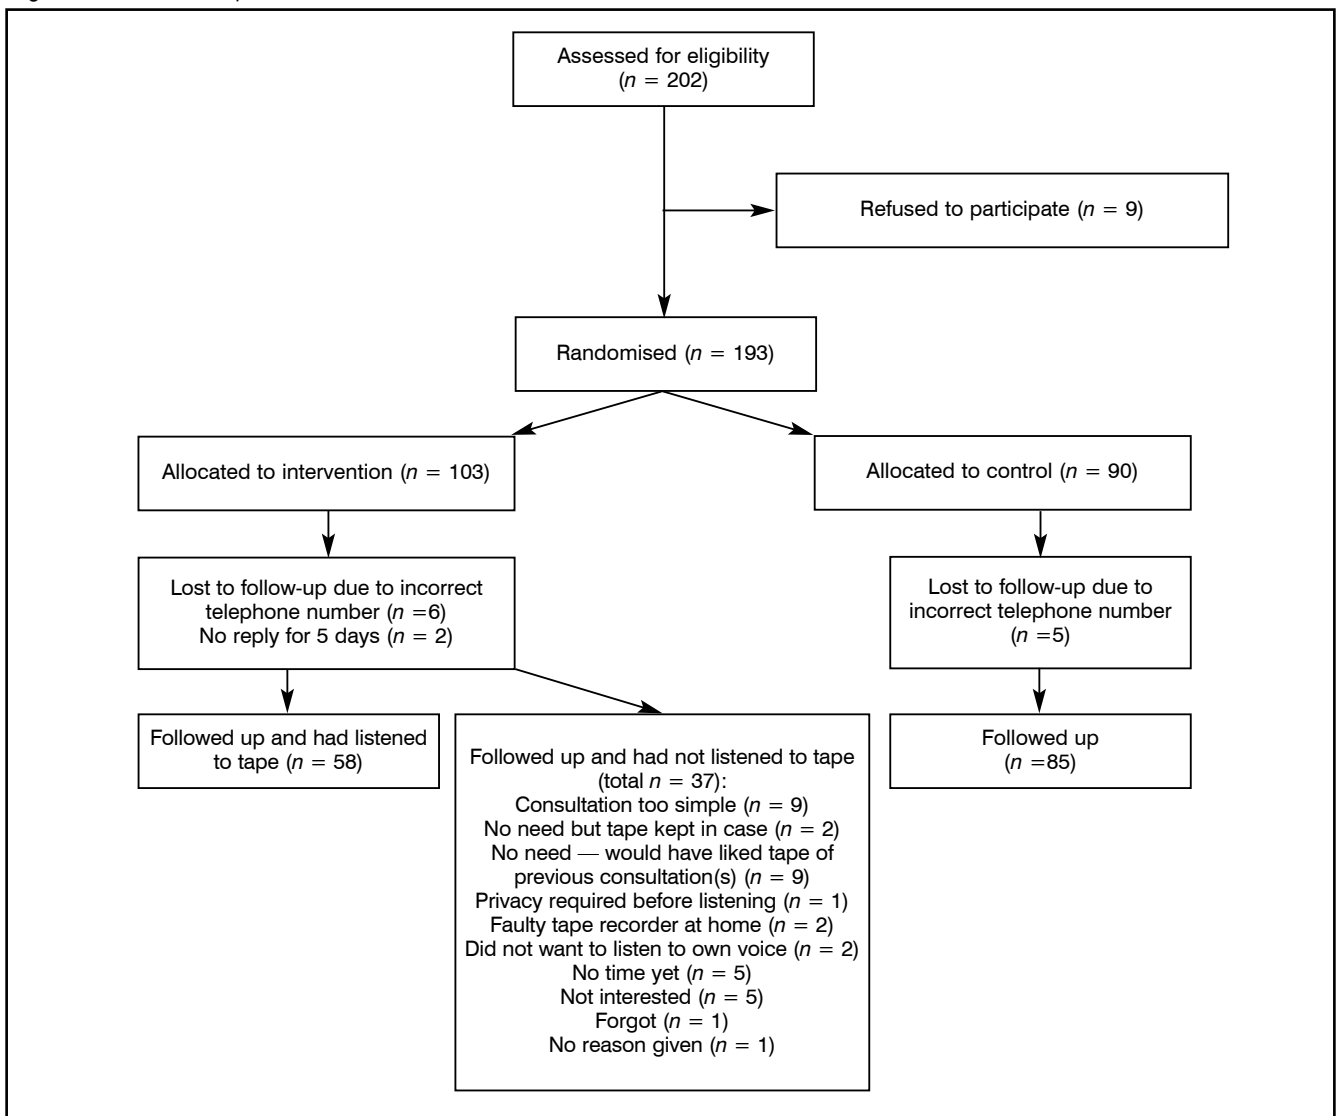 Assessed for eligibility
(n = 202)
Refused to participate (n = 9)
Randomised (n = 193)
Allocated to intervention (n = 103)
Allocated to control (n = 90)
Lost to follow-up due to incorrect
telephone number (n =6)
No reply for 5 days (n = 2)
Lost to follow-up due to
incorrect telephone number
(n =5)
Followed up and had listened
to tape (n = 58)
Followed up and had not listened to tape
(total n = 37):
Consultation too simple (n = 9)
No need but tape kept in case (n = 2)
No need — would have liked tape of
previous consultation(s) (n = 9)
Privacy required before listening (n = 1)
Faulty tape recorder at home (n = 2)
Did not want to listen to own voice (n = 2)
No time yet (n = 5)
Not interested (n = 5)
Forgot (n = 1)
No reason given (n = 1)
Followed up
(n =85)